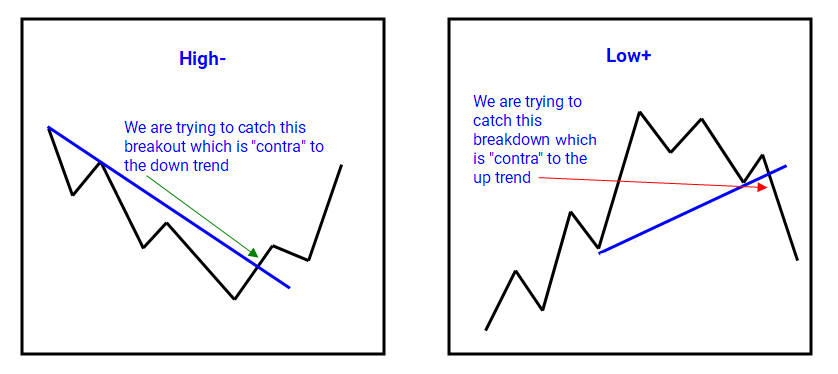 High-
We are trying to catch this
breakout which is "contra" to
the down trend
Low+
We are trying to
catch this
breakdown which
is "contra" to the
up trend